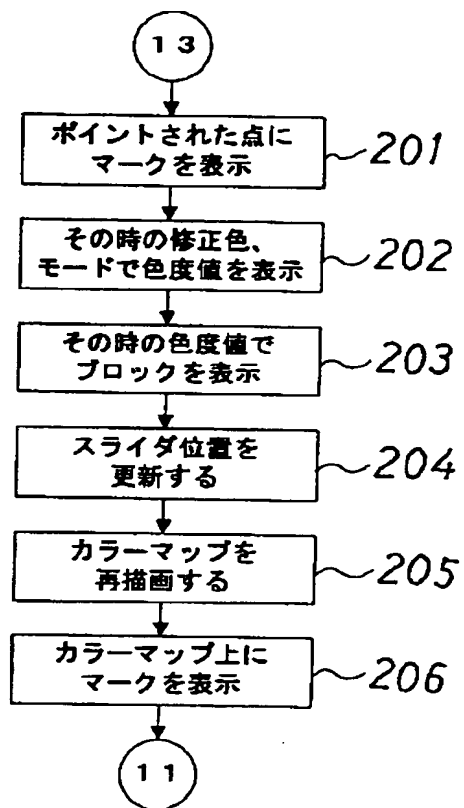 13
ポイントされた点に
マークを表示
201
その時の修正色、
モードで色度値を表示
202
その時の色度値で
ブロックを表示
203
スライダ位置を
更新する
204
カラーマップを
再描画する
205
カラーマップ上に
マークを表示
206
11